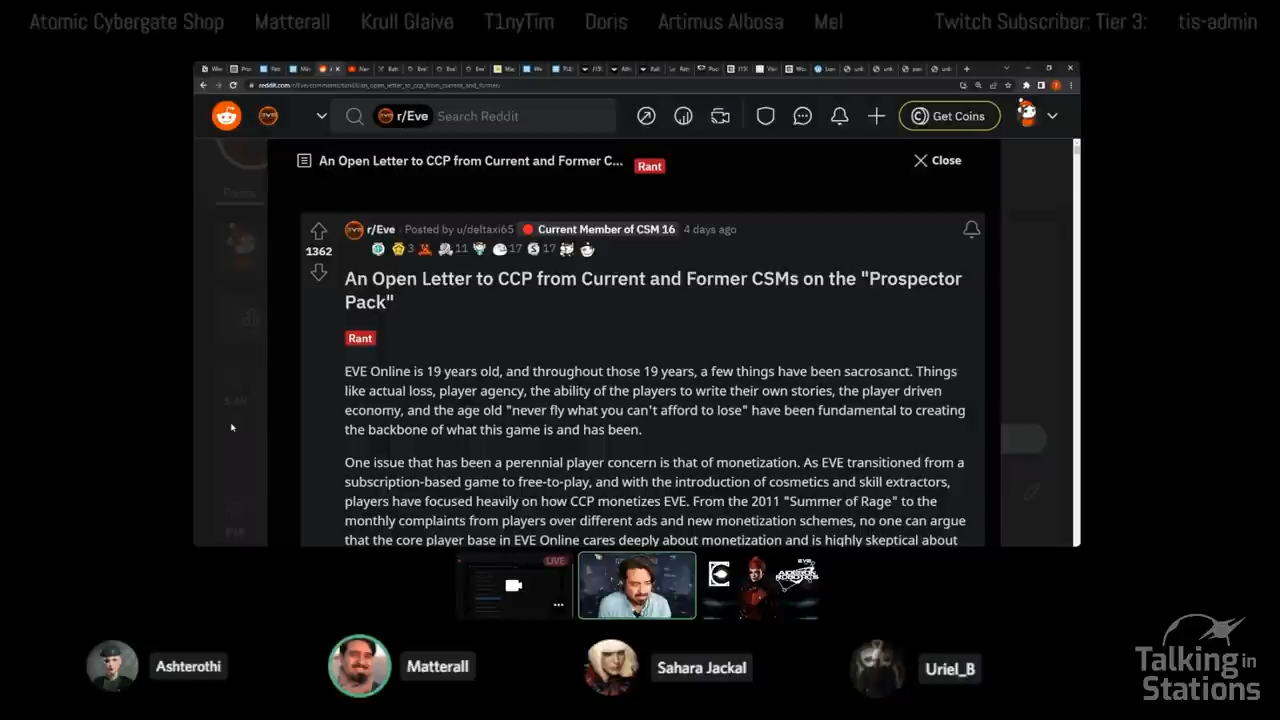 Atomic Cybergate Shop Matterall Krull Glaive T1nyTim Doris Artimus Albosa Mel Twitch Subscriber: Tier 3: tis-admin
r/Eve Search Reddit Get Coins
An Open Letter to CCP from Current and Former C... Rant Close
Posts
r/Eve · Posted by u/deltaxi65 Current Member of CSM 16 4 days ago
1362
3 11 17 17
An Open Letter to CCP from Current and Former CSMs on the "Prospector
Pack"
Rant
EVE Online is 19 years old, and throughout those 19 years, a few things have been sacrosanct. Things
like actual loss, player agency, the ability of the players to write their own stories, the player driven
economy, and the age old "never fly what you can't afford to lose" have been fundamental to creating
the backbone of what this game is and has been.
One issue that has been a perennial player concern is that of monetization. As EVE transitioned from a
subscription-based game to free-to-play, and with the introduction of cosmetics and skill extractors,
players have focused heavily on how CCP monetizes EVE. From the 2011 "Summer of Rage" to the
monthly complaints from players over different ads and new monetization schemes, no one can argue
that the core player base in EVE Online cares deeply about monetization and is highly skeptical about
LIVE
Ashterothi Matterall Sahara Jackal Uriel_B
Talking in
Stations